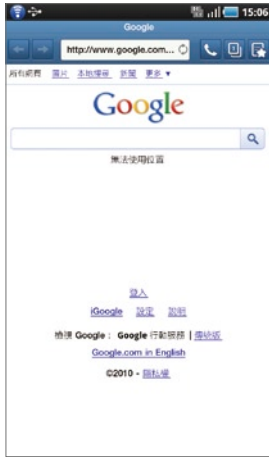 15:06
Google
http://www.google.com...
所有網頁 圖片 本地搜尋 新聞 更多 ▼
Google
無法使用位置
登入
iGoogle 設定 說明
檢視 Google： Google 行動服務 | 傳統版
Google.com in English
©2010 - 隱私權